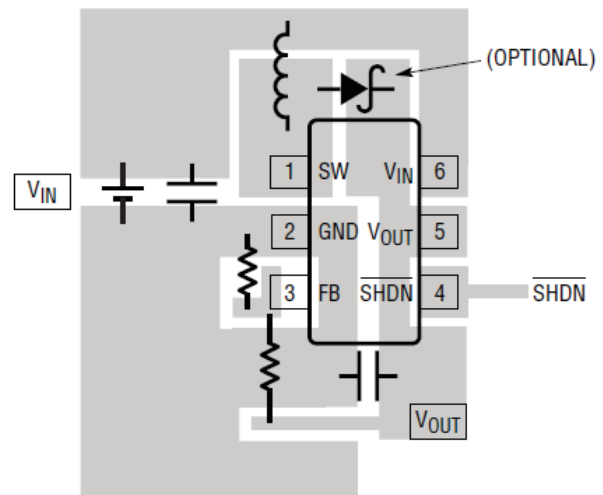 (OPTIONAL)
1 SW VIN 6
VIN
2 GND VOUT 5
3 FB SHDN 4 SHDN
VOUT